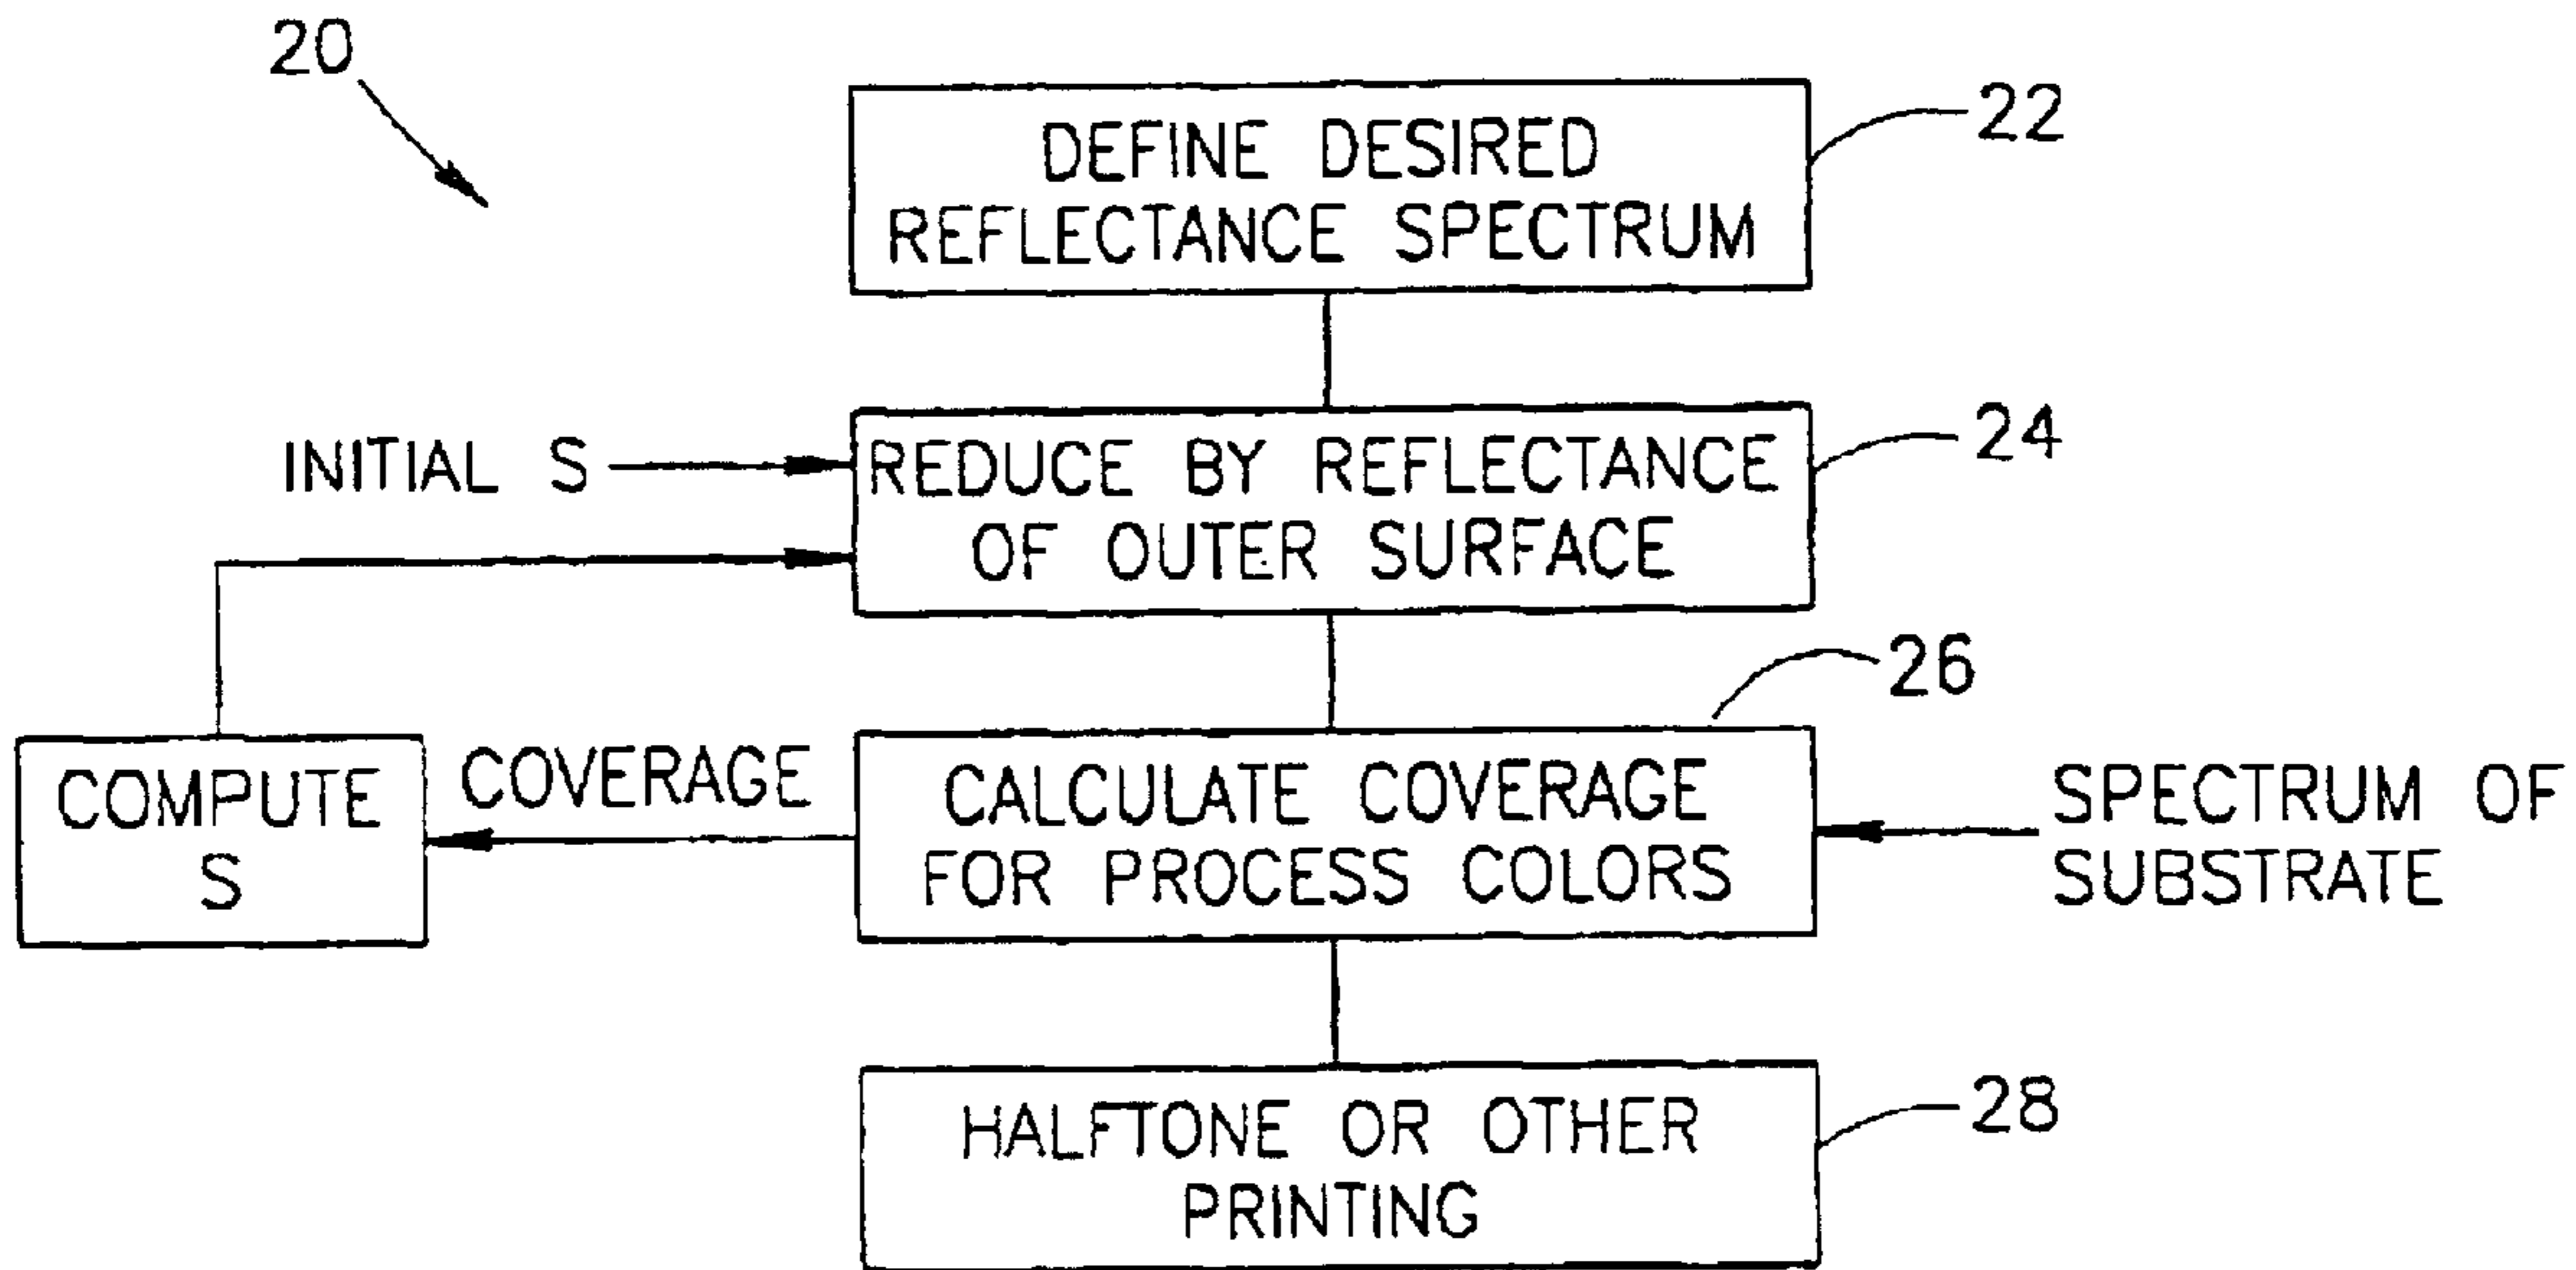 20
DEFINE DESIRED
REFLECTANCE SPECTRUM
22
INITIAL S
REDUCE BY REFLECTANCE
OF OUTER SURFACE
24
26
COMPUTE
S
COVERAGE
CALCULATE COVERAGE
FOR PROCESS COLORS
SPECTRUM OF
SUBSTRATE
HALFTONE OR OTHER
PRINTING
28